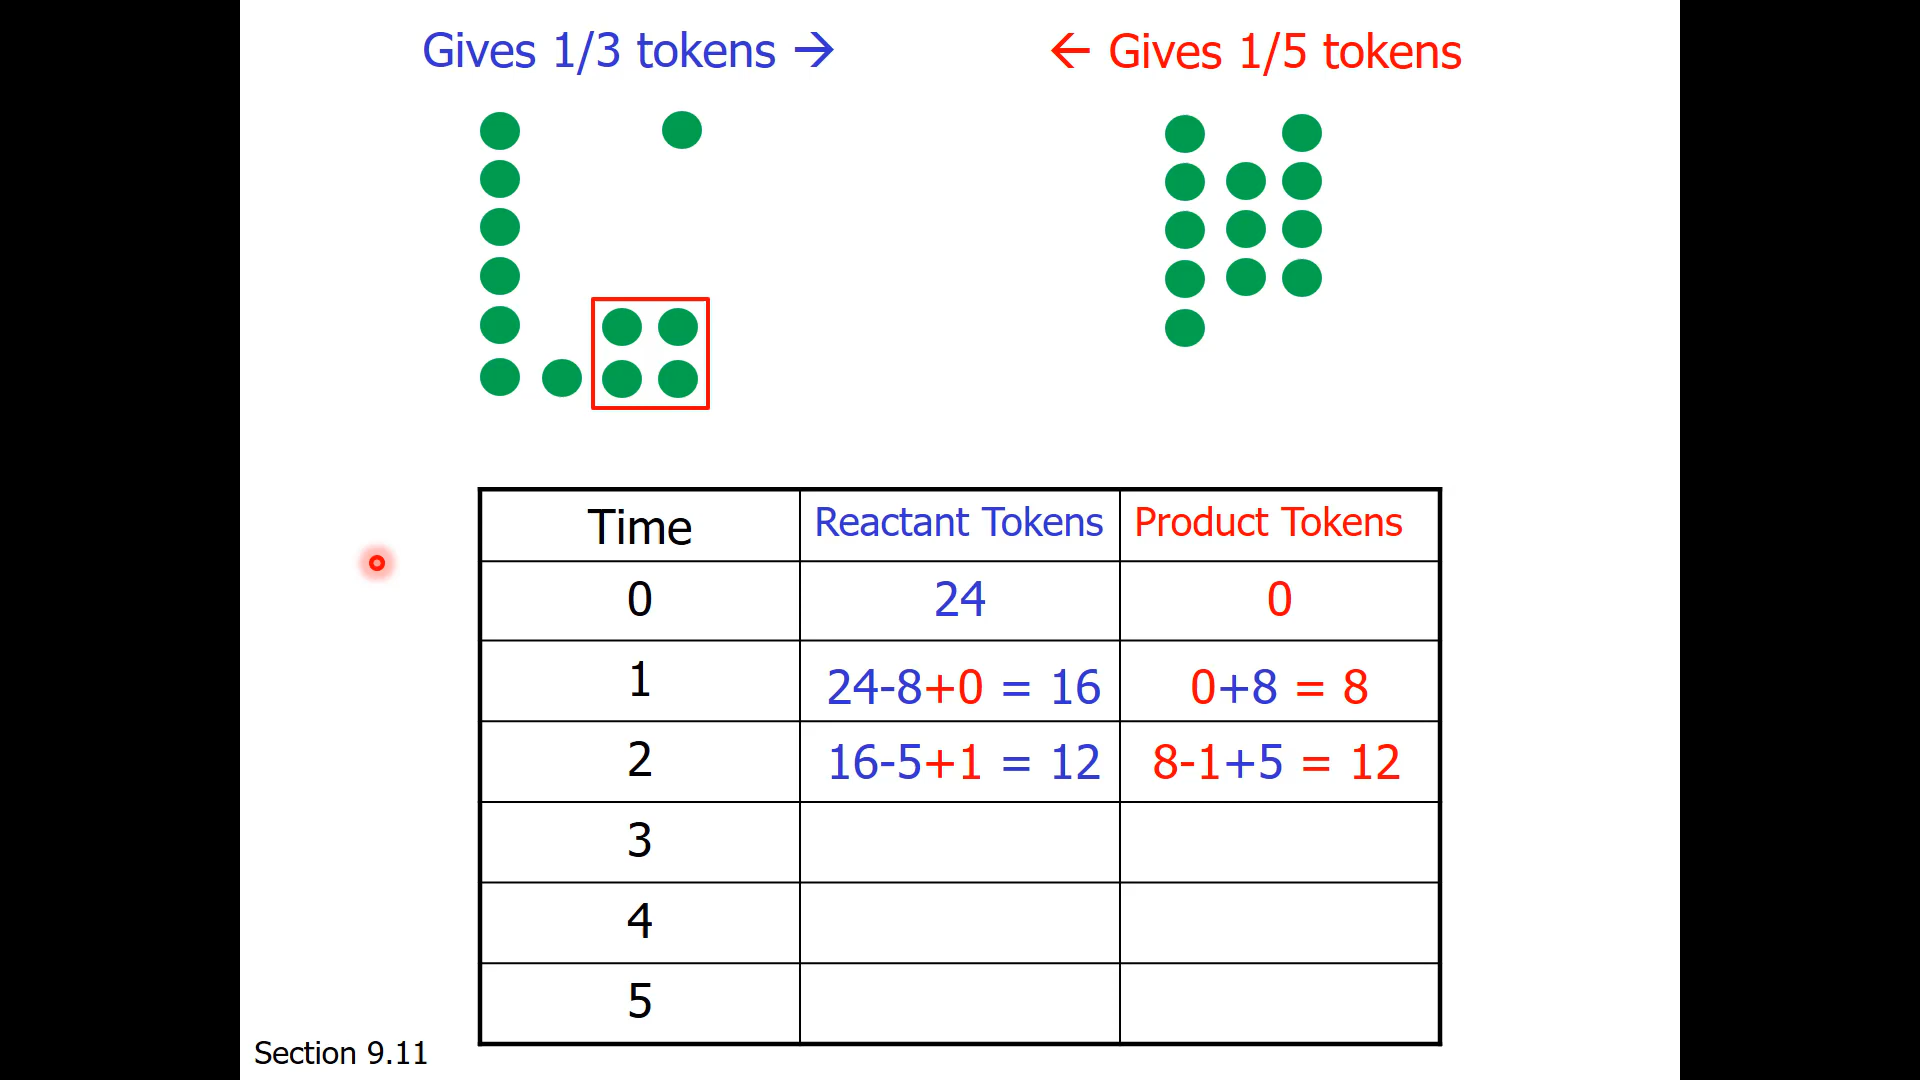 Gives 1/3 tokens → ← Gives 1/5 tokens
Time Reactant Tokens Product Tokens
0 24 0
1 24-8+0 = 16 0+8 = 8
2 16-5+1 = 12 8-1+5 = 12
3
4
5
Section 9.11